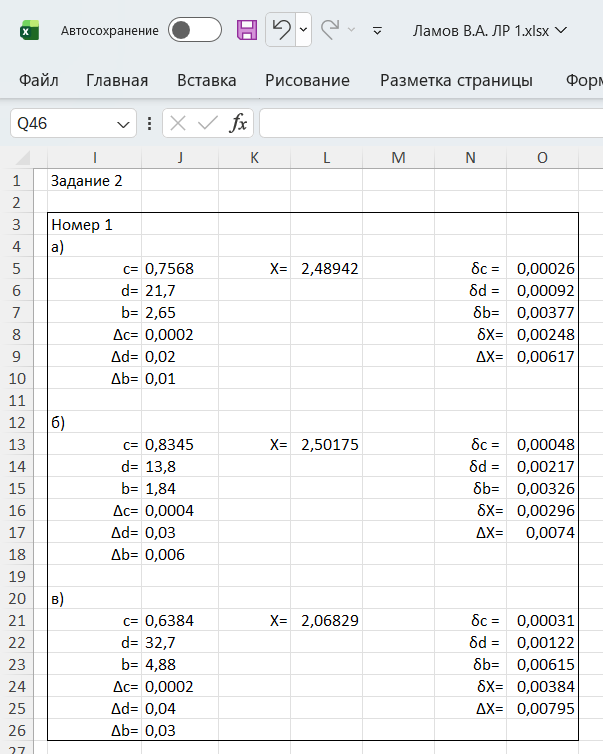 Автосохранение Ламов В.А. ЛР 1.xlsx
Файл Главная Вставка Рисование Разметка страницы Форм
Q46 fx
I J K L M N O
1 Задание 2
2
3 Номер 1
4 а)
5 c= 0,7568 X= 2,48942 δc = 0,00026
6 d= 21,7 δd = 0,00092
7 b= 2,65 δb= 0,00377
8 Δc= 0,0002 δX= 0,00248
9 Δd= 0,02 ΔX= 0,00617
10 Δb= 0,01
11
12 б)
13 c= 0,8345 X= 2,50175 δc = 0,00048
14 d= 13,8 δd = 0,00217
15 b= 1,84 δb= 0,00326
16 Δc= 0,0004 δX= 0,00296
17 Δd= 0,03 ΔX= 0,0074
18 Δb= 0,006
19
20 в)
21 c= 0,6384 X= 2,06829 δc = 0,00031
22 d= 32,7 δd = 0,00122
23 b= 4,88 δb= 0,00615
24 Δc= 0,0002 δX= 0,00384
25 Δd= 0,04 ΔX= 0,00795
26 Δb= 0,03
27